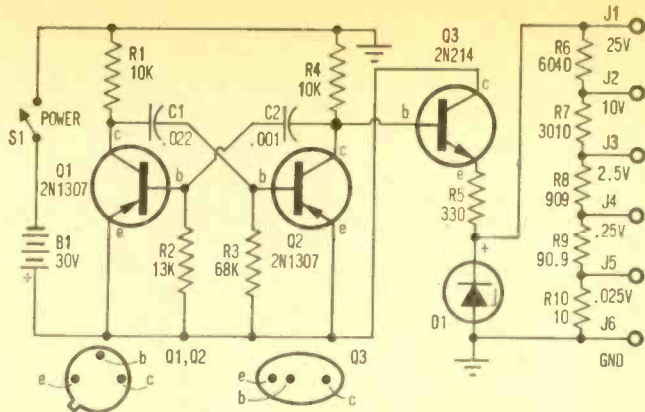 R1
10K
R4
10K
Q3
2N214
J1
25V
R6
6040
J2
10V
R7
3010
J3
2.5V
R8
909
J4
.25V
R9
90.9
J5
.025V
R10
10
J6
GND
POWER
S1
C1
.022
C2
.001
c
c
c
b
b
b
e
e
e
Q1
2N1307
Q2
2N1307
B1
30V
+
R2
13K
R3
68K
R5
330
+
D1
Q1,Q2
b
e
c
Q3
e
b
c